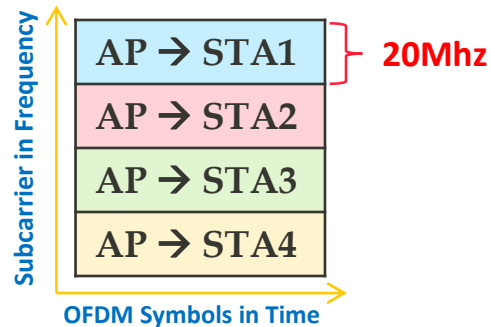 Subcarrier in Frequency
AP → STA1
20Mhz
AP → STA2
AP → STA3
AP → STA4
OFDM Symbols in Time